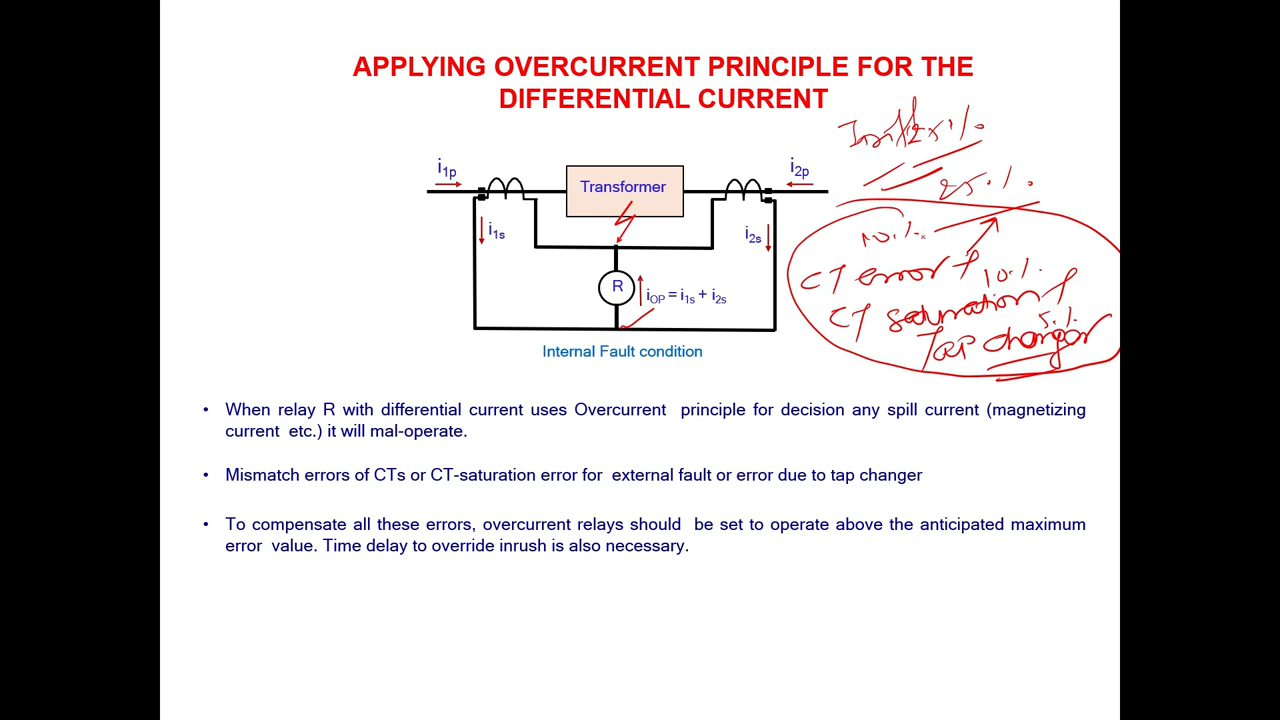 APPLYING OVERCURRENT PRINCIPLE FOR THE
DIFFERENTIAL CURRENT
25%.
i1p
Transformer
i2p
i1s
i2s
R
iOP = i1s + i2s
Internal Fault condition
10%.
CT error +
10%.
CT saturation +
5%.
Tap changer
• When relay R with differential current uses Overcurrent principle for decision any spill current (magnetizing
current etc.) it will mal-operate.
• Mismatch errors of CTs or CT-saturation error for external fault or error due to tap changer
• To compensate all these errors, overcurrent relays should be set to operate above the anticipated maximum
error value. Time delay to override inrush is also necessary.